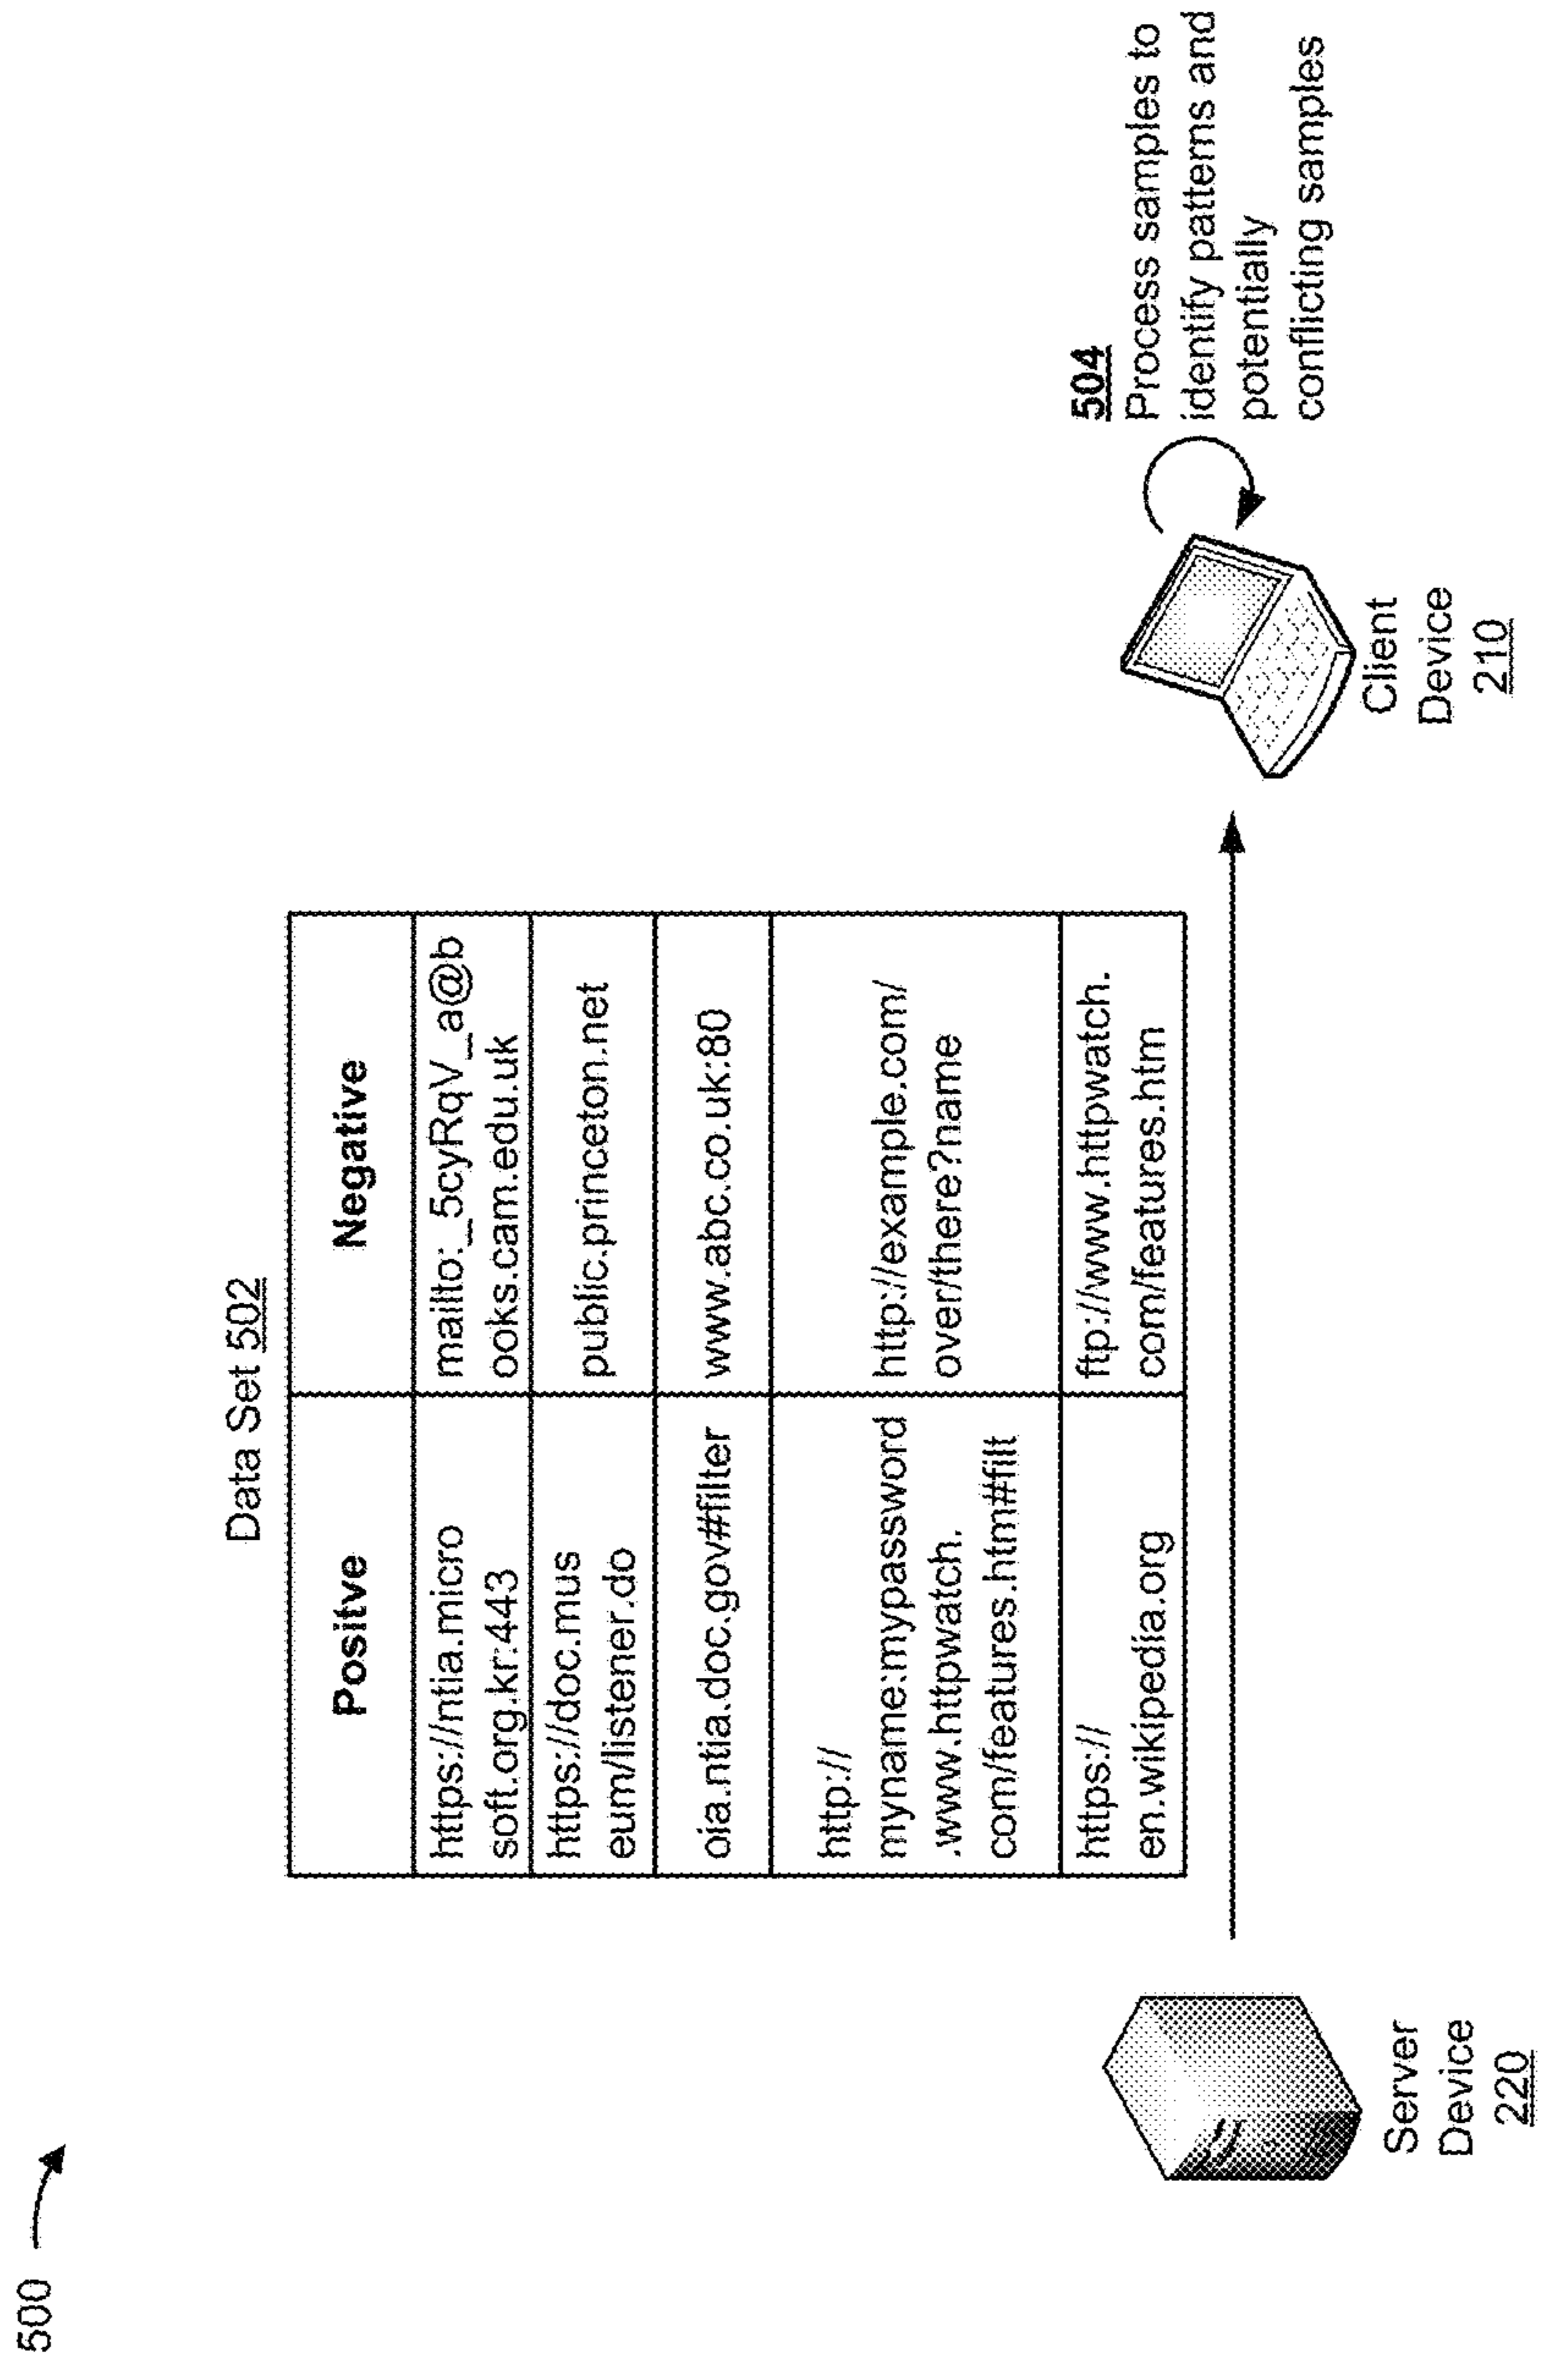 500
Data Set 502
Positve
Negative
https://ntia.micro
soft.org.kr:443
mailto:_5cyRqV_a@b
ooks.cam.edu.uk
https://doc.mus
eum/listener.do
public.princeton.net
oia.ntia.doc.gov#filter
www.abc.co.uk:80
http://
myname:mypassword
.www.httpwatch.
com/features.htm#filt
http://example.com/
over/there?name
https://
en.wikipedia.org
ftp://www.httpwatch.
com/features.htm
504
Process samples to
identify patterns and
potentially
conflicting samples
Server
Device
220
Client
Device
210